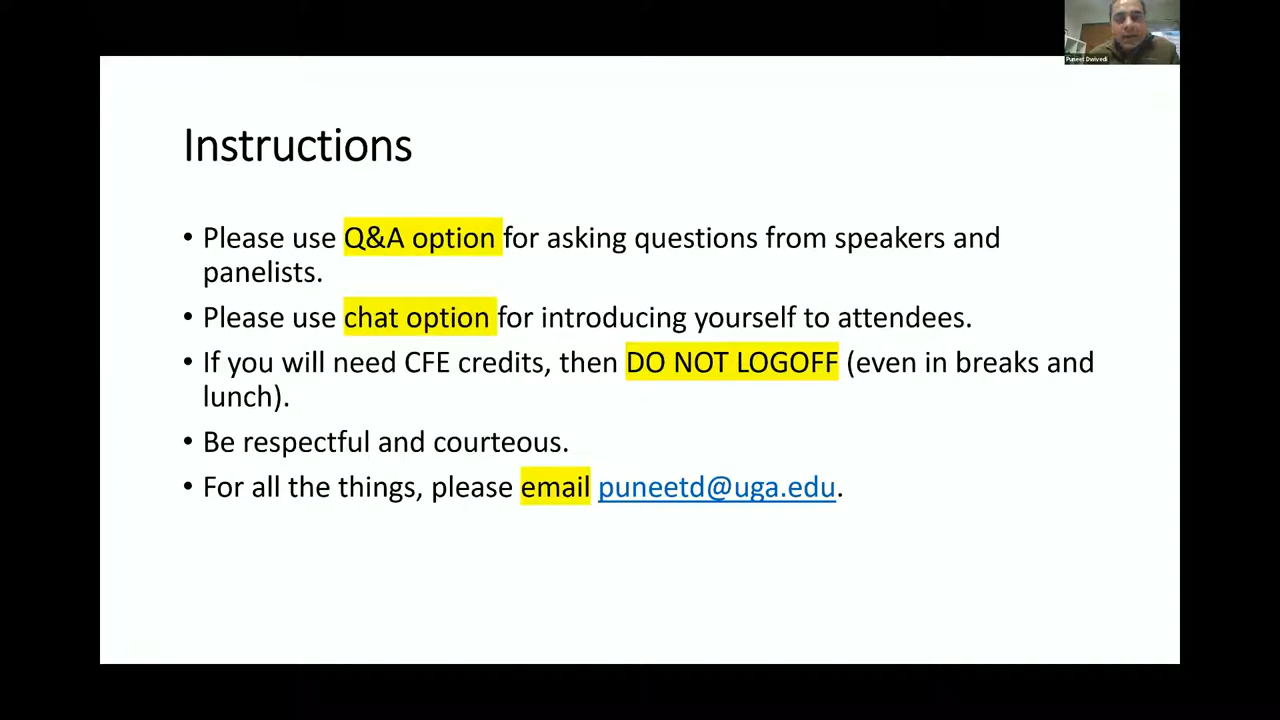 Puneet Dwivedi
Instructions
• Please use Q&A option for asking questions from speakers and
panelists.
• Please use chat option for introducing yourself to attendees.
• If you will need CFE credits, then DO NOT LOGOFF (even in breaks and
lunch).
• Be respectful and courteous.
• For all the things, please email puneetd@uga.edu.